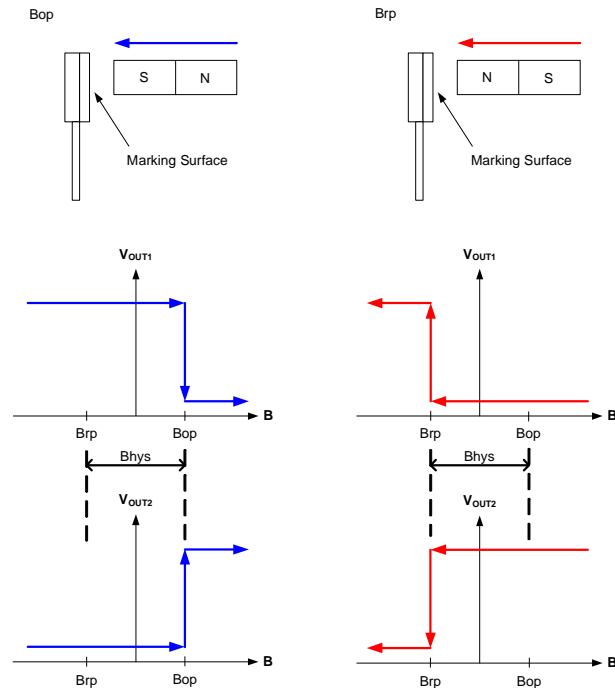 Bop
S N
Marking Surface
Brp
N S
Marking Surface
VOUT1
B
Brp Bop
Bhys
VOUT2
B
Brp Bop
VOUT1
B
Brp Bop
Bhys
VOUT2
B
Brp Bop